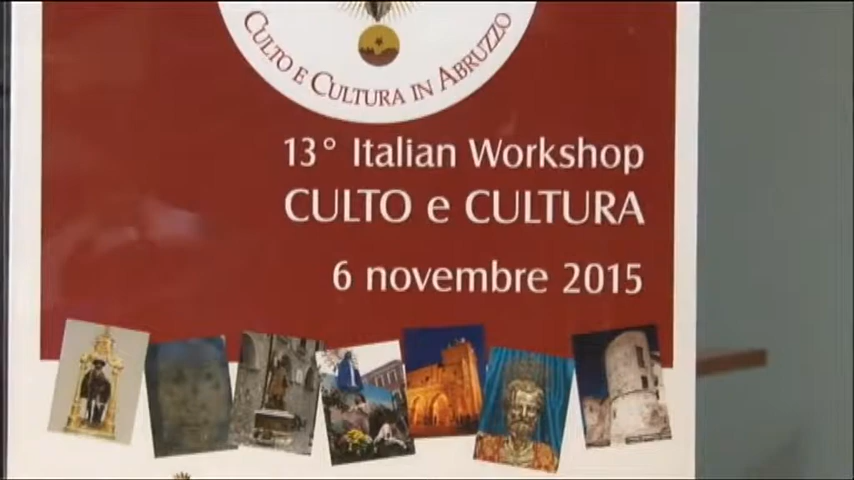 CULTO E CULTURA IN ABRUZZO
13° Italian Workshop
CULTO e CULTURA
6 novembre 2015